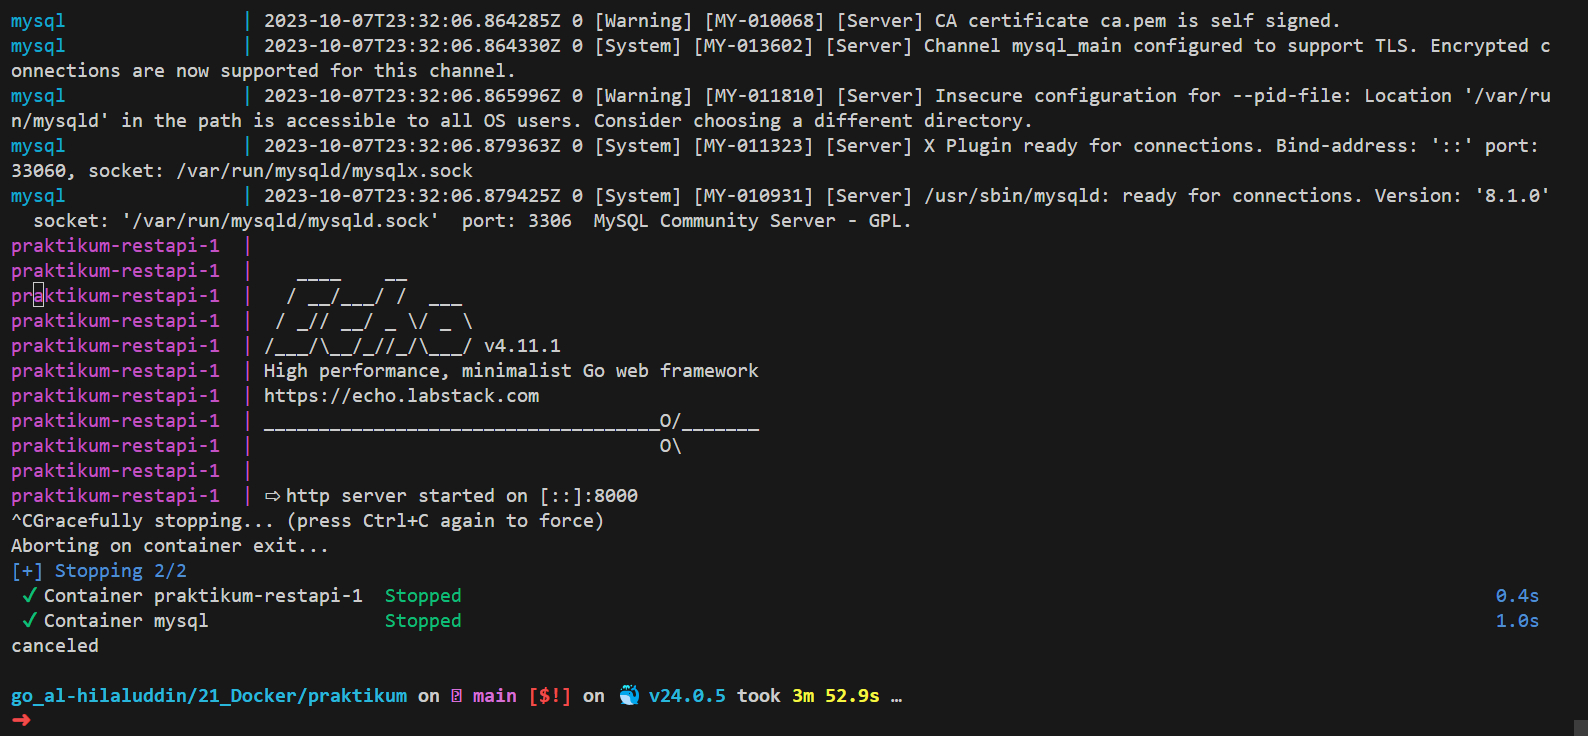 mysql                | 2023-10-07T23:32:06.864285Z 0 [Warning] [MY-010068] [Server] CA certificate ca.pem is self signed.
mysql                | 2023-10-07T23:32:06.864330Z 0 [System] [MY-013602] [Server] Channel mysql_main configured to support TLS. Encrypted c
onnections are now supported for this channel.
mysql                | 2023-10-07T23:32:06.865996Z 0 [Warning] [MY-011810] [Server] Insecure configuration for --pid-file: Location '/var/ru
n/mysqld' in the path is accessible to all OS users. Consider choosing a different directory.
mysql                | 2023-10-07T23:32:06.879363Z 0 [System] [MY-011323] [Server] X Plugin ready for connections. Bind-address: '::' port:
33060, socket: /var/run/mysqld/mysqlx.sock
mysql                | 2023-10-07T23:32:06.879425Z 0 [System] [MY-010931] [Server] /usr/sbin/mysqld: ready for connections. Version: '8.1.0'
  socket: '/var/run/mysqld/mysqld.sock'  port: 3306  MySQL Community Server - GPL.
praktikum-restapi-1  |
praktikum-restapi-1  |    ____    __
praktikum-restapi-1  |   / __/___/ /  ___
praktikum-restapi-1  |  / _// __/ _ \/ _ \
praktikum-restapi-1  | /___/\__/_//_/\___/ v4.11.1
praktikum-restapi-1  | High performance, minimalist Go web framework
praktikum-restapi-1  | https://echo.labstack.com
praktikum-restapi-1  | ____________________________________O/_______
praktikum-restapi-1  |                                     O\
praktikum-restapi-1  |
praktikum-restapi-1  | ⇨ http server started on [::]:8000
^CGracefully stopping... (press Ctrl+C again to force)
Aborting on container exit...
[+] Stopping 2/2
 ✔ Container praktikum-restapi-1  Stopped 0.4s
 ✔ Container mysql                Stopped 1.0s
canceled
go_al-hilaluddin/21_Docker/praktikum on main [$!] on 🐳 v24.0.5 took 3m 52.9s …
➜